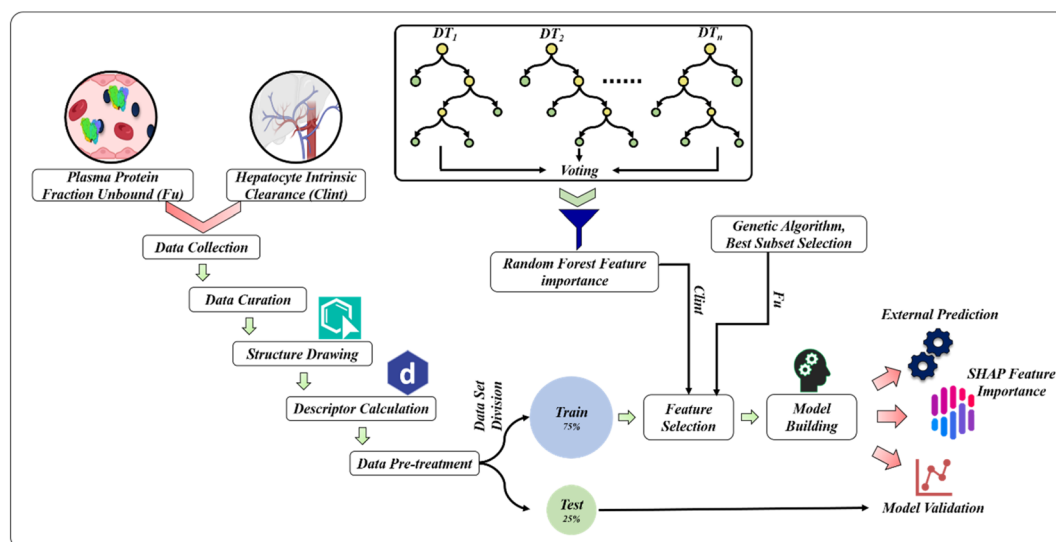 DT1
DT2
DTn
......
Voting
Plasma Protein
Fraction Unbound (Fu)
Hepatocyte Intrinsic
Clearance (Clint)
Data Collection
Data Curation
Structure Drawing
d
Descriptor Calculation
Data Pre-treatment
Data Set
Division
Random Forest Feature
importance
Genetic Algorithm,
Best Subset Selection
Clint
Fu
Train
75%
Test
25%
Feature
Selection
Model
Building
External Prediction
SHAP Feature
Importance
Model Validation